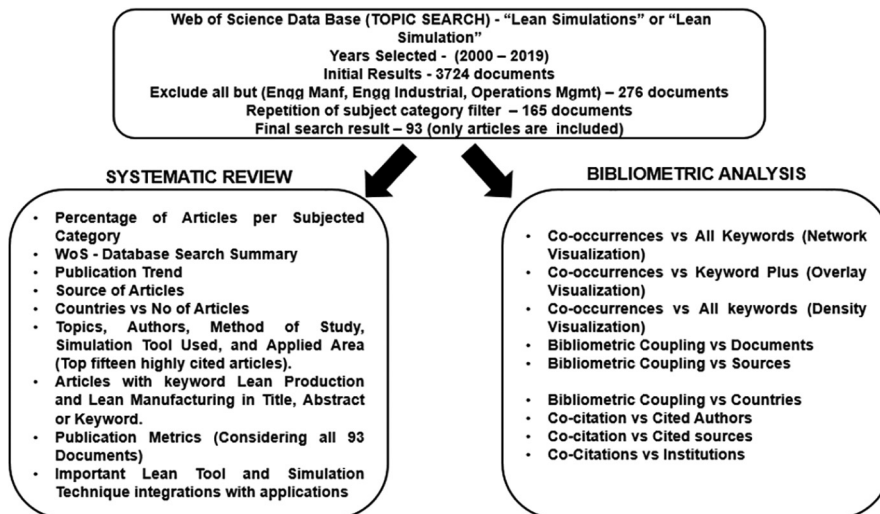 Web of Science Data Base (TOPIC SEARCH) - “Lean Simulations” or “Lean
Simulation”
Years Selected - (2000 – 2019)
Initial Results - 3724 documents
Exclude all but (Engg Manf, Engg Industrial, Operations Mgmt) – 276 documents
Repetition of subject category filter – 165 documents
Final search result – 93 (only articles are included)
SYSTEMATIC REVIEW
• Percentage of Articles per Subjected
Category
• WoS - Database Search Summary
• Publication Trend
• Source of Articles
• Countries vs No of Articles
• Topics, Authors, Method of Study,
Simulation Tool Used, and Applied Area
(Top fifteen highly cited articles).
• Articles with keyword Lean Production
and Lean Manufacturing in Title, Abstract
or Keyword.
• Publication Metrics (Considering all 93
Documents)
• Important Lean Tool and Simulation
Technique integrations with applications
BIBLIOMETRIC ANALYSIS
• Co-occurrences vs All Keywords (Network
Visualization)
• Co-occurrences vs Keyword Plus (Overlay
Visualization)
• Co-occurrences vs All keywords (Density
Visualization)
• Bibliometric Coupling vs Documents
• Bibliometric Coupling vs Sources
• Bibliometric Coupling vs Countries
• Co-citation vs Cited Authors
• Co-citation vs Cited sources
• Co-Citations vs Institutions